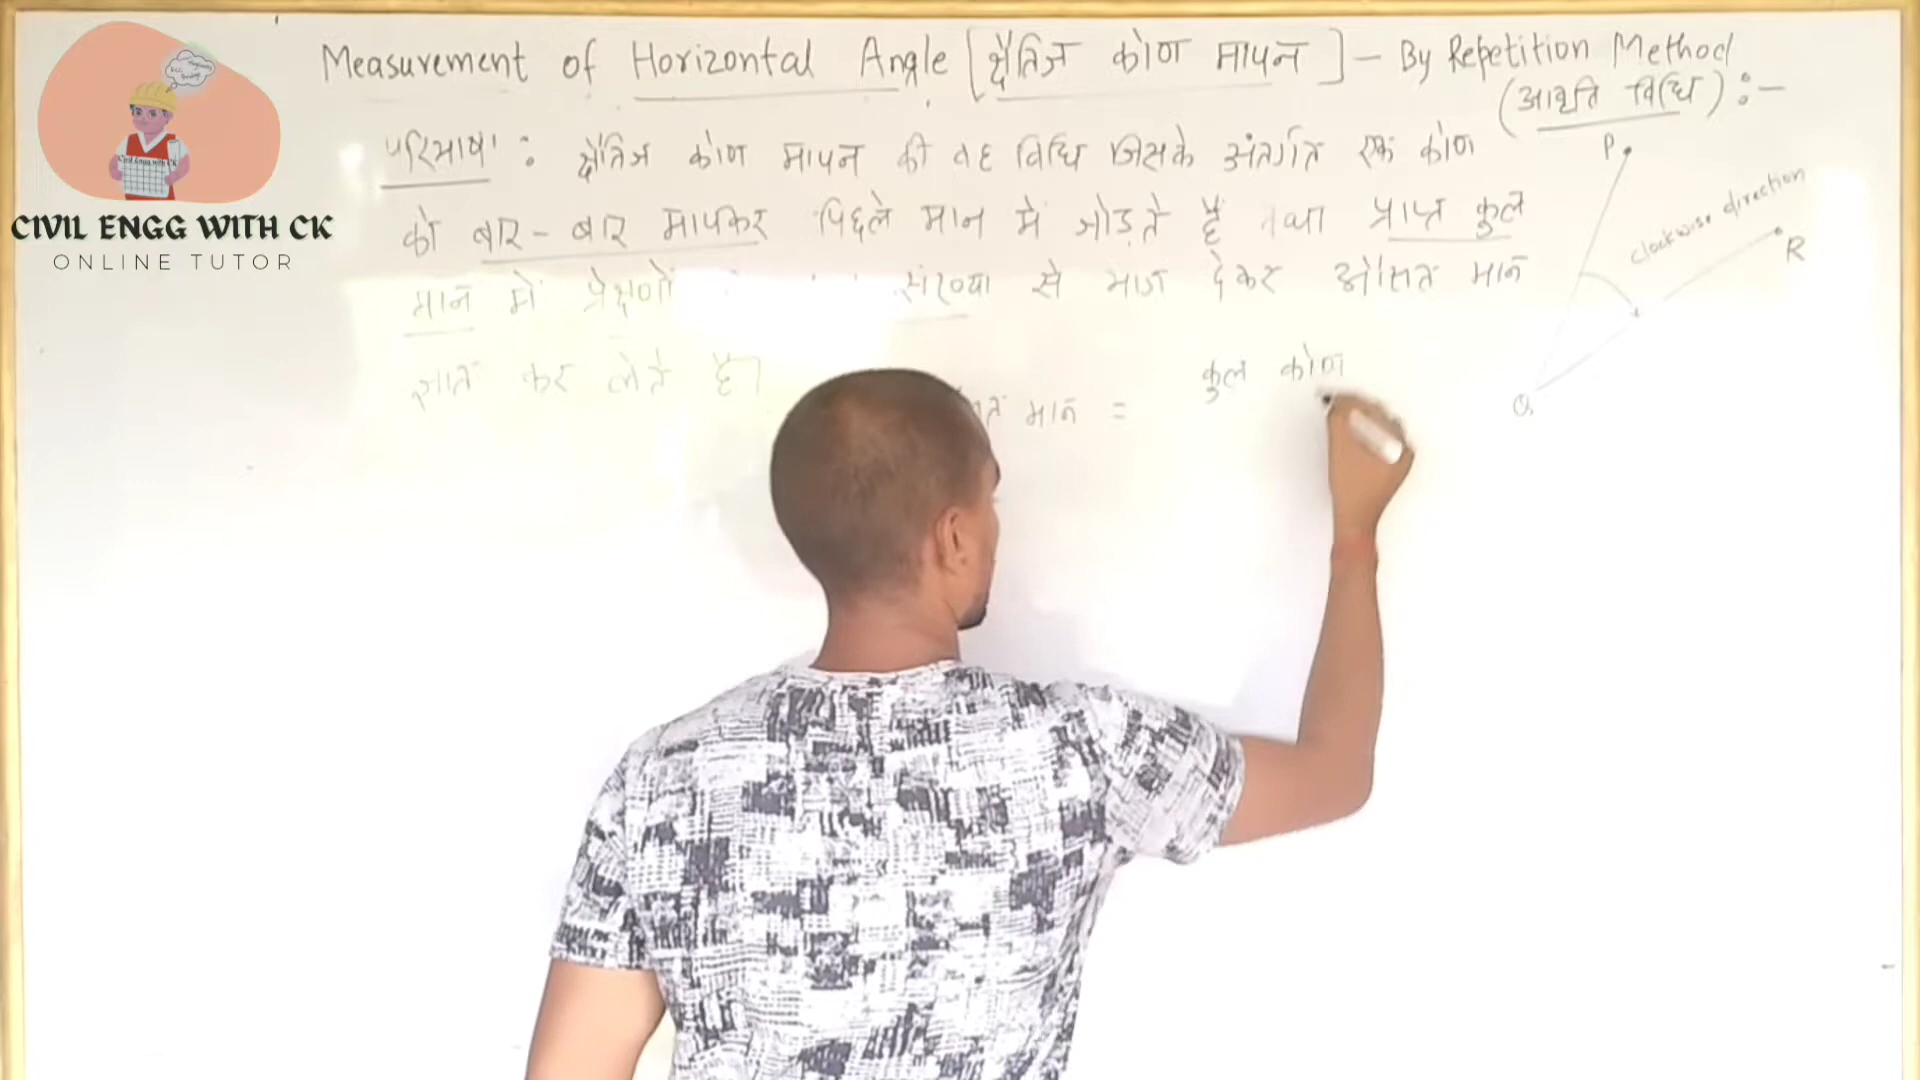 Measurement of Horizontal Angle [क्षैतिज कोण मापन] - By Repetition Method
(आवृति विधि) :-
परिभाषा : क्षैतिज कोण मापन की वह विधि जिसके अंतर्गत एक कोण
को बार-बार मापकर पिछले मान में जोड़ते हैं तथा प्राप्त कुल
मान में प्रेक्षणों संख्या से भाग देकर औसत मान
ज्ञात कर लेते हैं।
मान =
कुल कोण
P
clockwise direction
R
Q
CIVIL ENGG WITH CK
ONLINE TUTOR